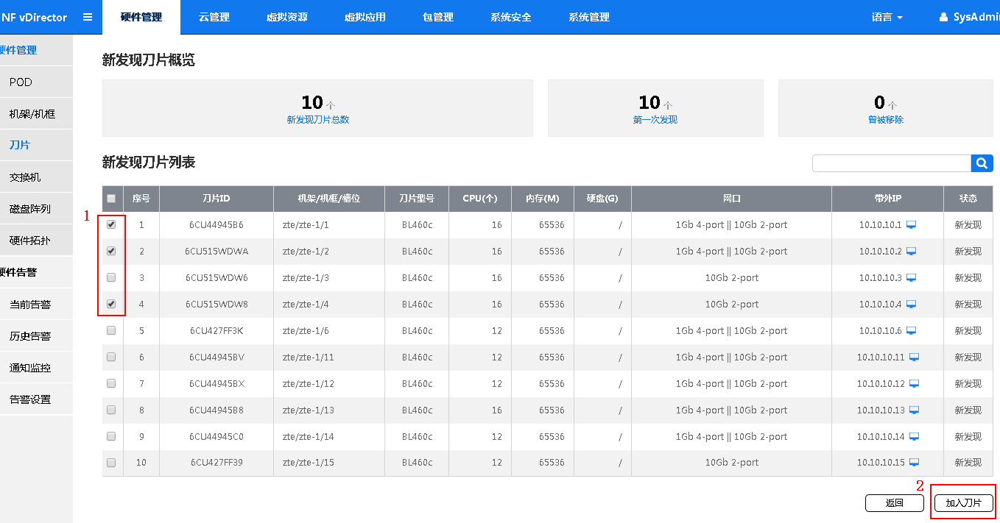 NF vDirector 硬件管理 云管理 虚拟资源 虚拟应用 包管理 系统安全 系统管理 语言 SysAdmi
硬件管理
POD
机架/机框
刀片
交换机
磁盘阵列
硬件拓扑
硬件告警
当前告警
历史告警
通知监控
告警设置
新发现刀片概览
10 个
新发现刀片总数
10 个
第一次发现
0 个
曾被移除
新发现刀片列表
序号 刀片ID 机架/机框/槽位 刀片型号 CPU(个) 内存(M) 硬盘(G) 网口 带外IP 状态
1
1 6CU44945B6 zte/zte-1/1 BL460c 16 65536 / 1Gb 4-port || 10Gb 2-port 10.10.10.1 新发现
2 6CU515WDWA zte/zte-1/2 BL460c 16 65536 / 1Gb 4-port || 10Gb 2-port 10.10.10.2 新发现
3 6CU515WDW6 zte/zte-1/3 BL460c 16 65536 / 10Gb 2-port 10.10.10.3 新发现
4 6CU515WDW8 zte/zte-1/4 BL460c 16 65536 / 10Gb 2-port 10.10.10.4 新发现
5 6CU427FF3K zte/zte-1/6 BL460c 12 65536 / 1Gb 4-port || 10Gb 2-port 10.10.10.6 新发现
6 6CU44945BV zte/zte-1/11 BL460c 12 65536 / 1Gb 4-port || 10Gb 2-port 10.10.10.11 新发现
7 6CU44945BX zte/zte-1/12 BL460c 12 65536 / 1Gb 4-port || 10Gb 2-port 10.10.10.12 新发现
8 6CU44945B8 zte/zte-1/13 BL460c 16 65536 / 1Gb 4-port || 10Gb 2-port 10.10.10.13 新发现
9 6CU44945C0 zte/zte-1/14 BL460c 12 65536 / 1Gb 4-port || 10Gb 2-port 10.10.10.14 新发现
10 6CU427FF39 zte/zte-1/15 BL460c 12 65536 / 10Gb 2-port 10.10.10.15 新发现
2
返回 加入刀片